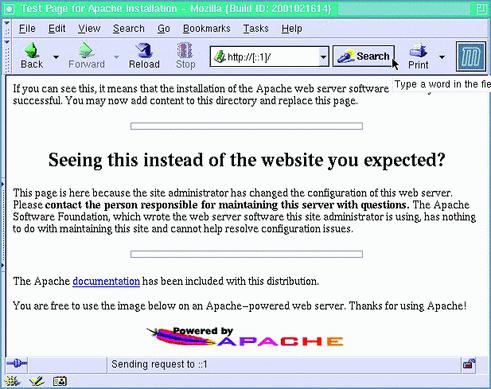 Test Page for Apache Installation - Mozilla {Build ID: 2001021614}
File Edit View Search Go Bookmarks Tasks Help
Back Forward Reload Stop http://[::1]/ Search Print
Type a word in the fie
If you can see this, it means that the installation of the Apache web server software
successful. You may now add content to this directory and replace this page.
Seeing this instead of the website you expected?
This page is here because the site administrator has changed the configuration of this web server.
Please contact the person responsible for maintaining this server with questions. The Apache
Software Foundation, which wrote the web server software this site administrator is using, has nothing
to do with maintaining this site and cannot help resolve configuration issues.
The Apache documentation has been included with this distribution.
You are free to use the image below on an Apache-powered web server. Thanks for using Apache!
Powered by
APACHE
Sending request to ::1